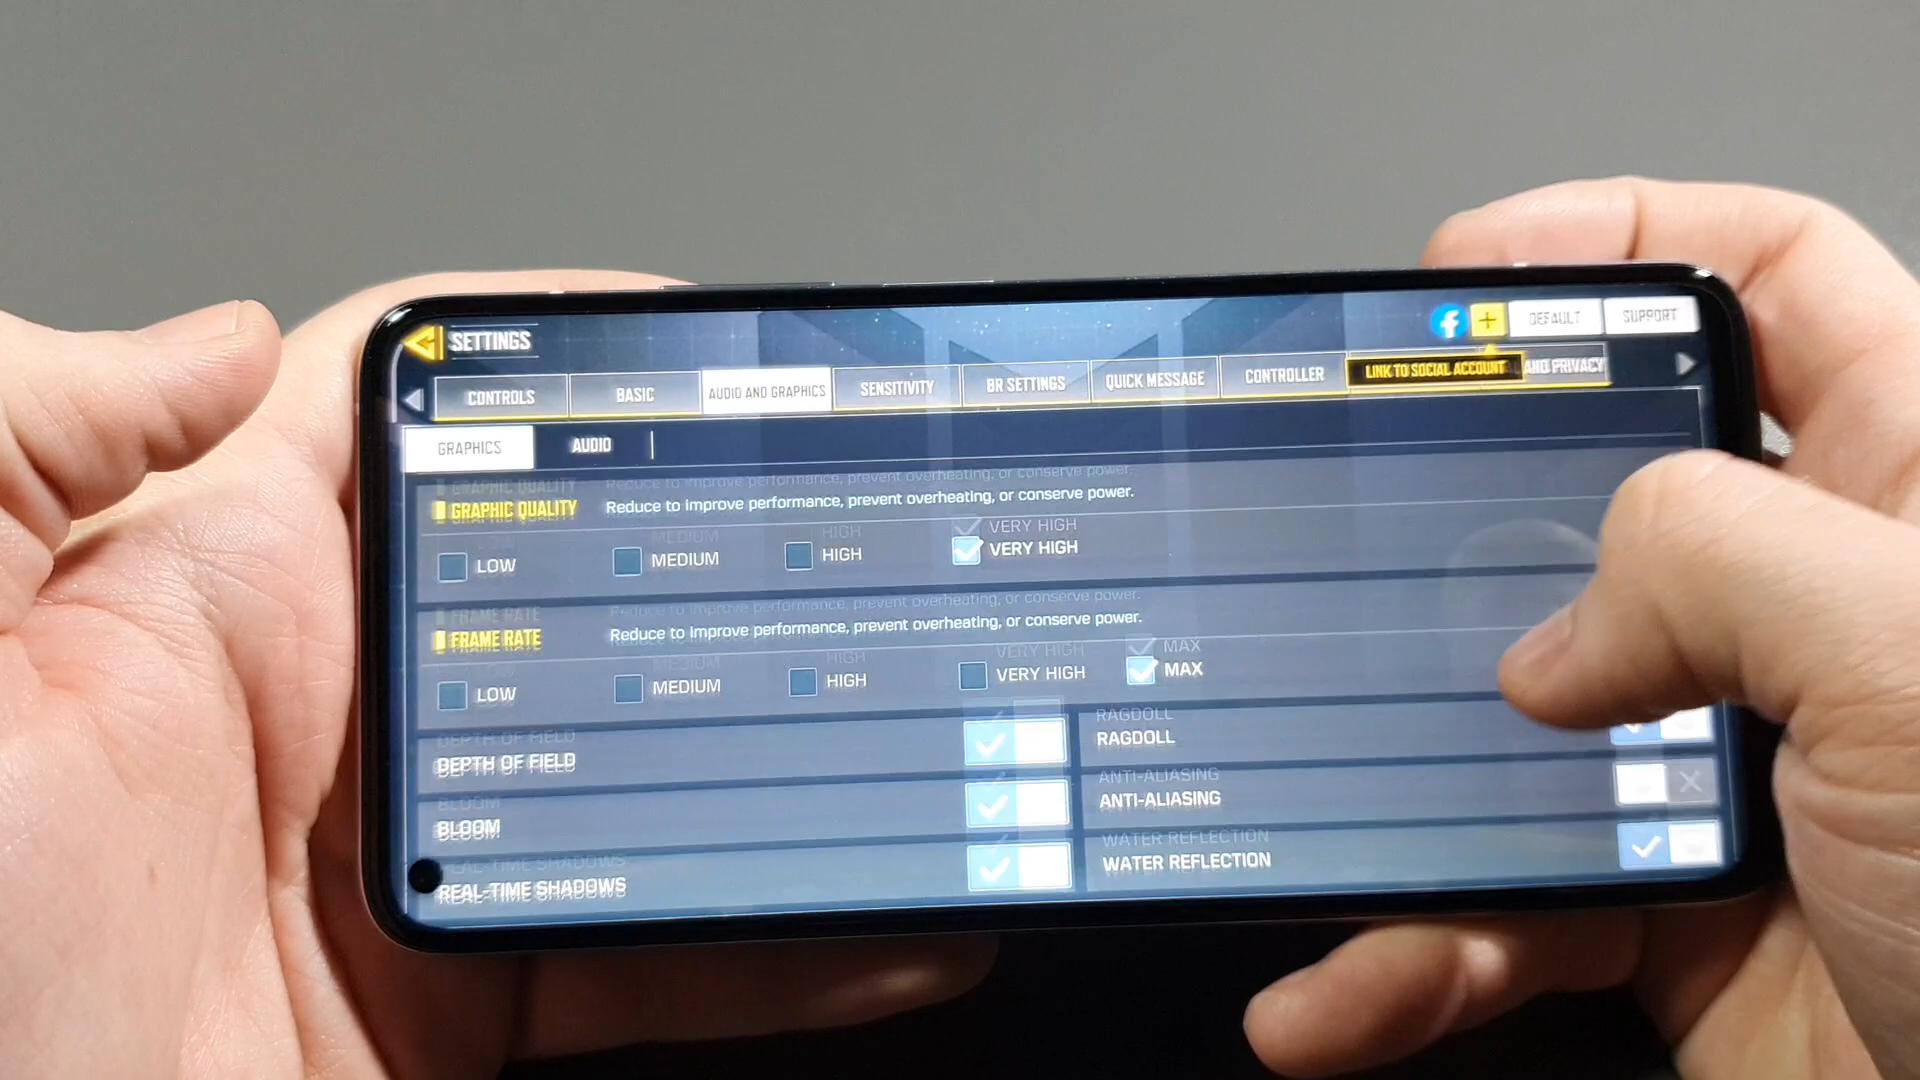 SETTINGS
DEFAULT
SUPPORT
CONTROLS
BASIC
AUDIO AND GRAPHICS
SENSITIVITY
BR SETTINGS
QUICK MESSAGE
CONTROLLER
LINK TO SOCIAL ACCOUNT
AND PRIVACY
GRAPHICS
AUDIO
GRAPHIC QUALITY
Reduce to improve performance, prevent overheating, or conserve power.
LOW
MEDIUM
HIGH
VERY HIGH
FRAME RATE
Reduce to improve performance, prevent overheating, or conserve power.
LOW
MEDIUM
HIGH
VERY HIGH
MAX
DEPTH OF FIELD
RAGDOLL
BLOOM
ANTI-ALIASING
REAL-TIME SHADOWS
WATER REFLECTION